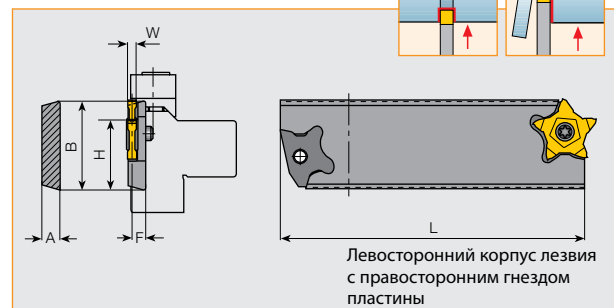 W
B
H
A
F
L
Левосторонний корпус лезвия
с правосторонним гнездом
пластины